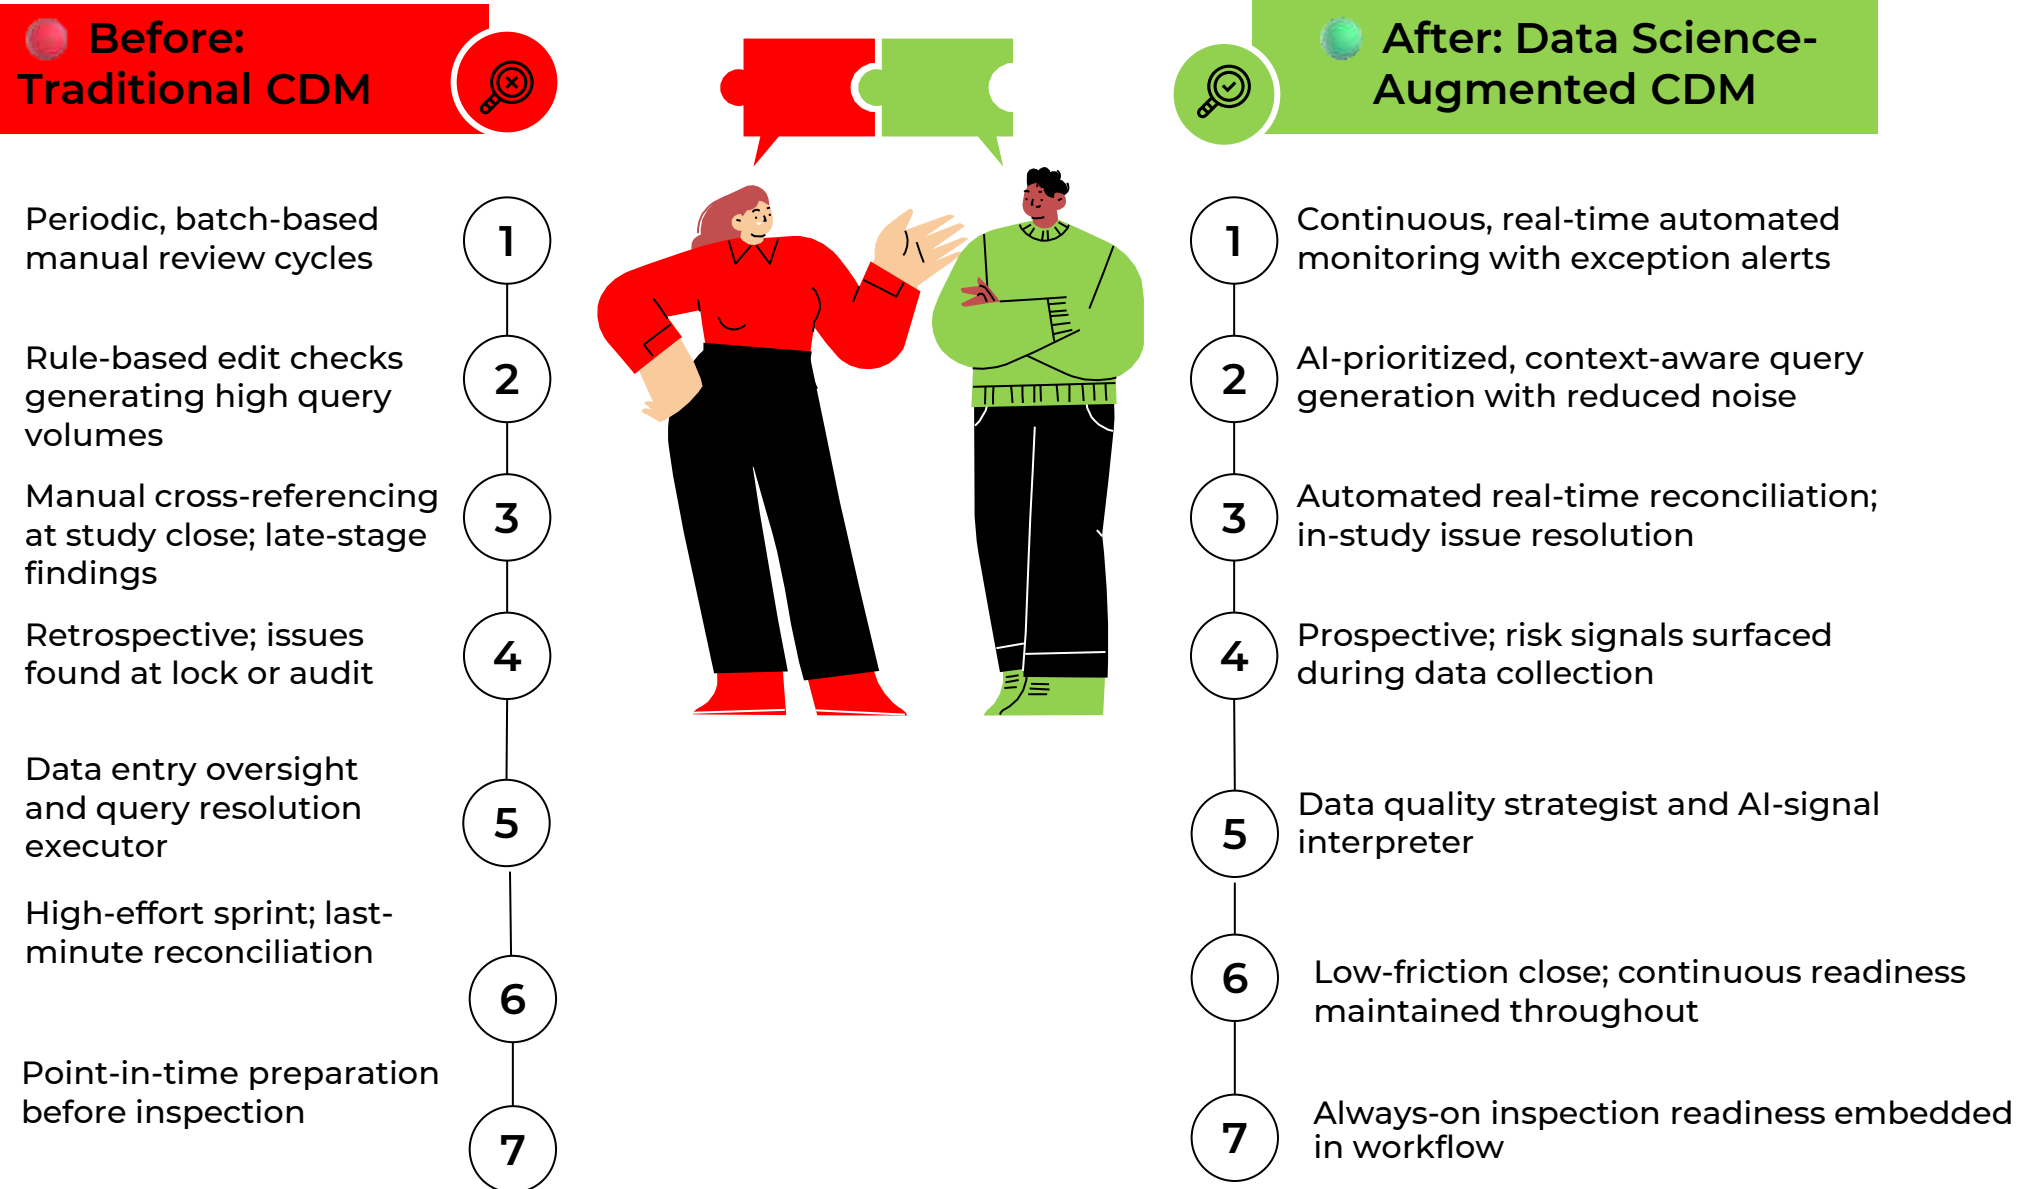 Before:
Traditional CDM
Periodic, batch-based
manual review cycles
1
Rule-based edit checks
generating high query
volumes
2
Manual cross-referencing
at study close; late-stage
findings
3
Retrospective; issues
found at lock or audit
4
Data entry oversight
and query resolution
executor
5
High-effort sprint; last-
minute reconciliation
6
Point-in-time preparation
before inspection
7
After: Data Science-
Augmented CDM
1
Continuous, real-time automated
monitoring with exception alerts
2
AI-prioritized, context-aware query
generation with reduced noise
3
Automated real-time reconciliation;
in-study issue resolution
4
Prospective; risk signals surfaced
during data collection
5
Data quality strategist and AI-signal
interpreter
6
Low-friction close; continuous readiness
maintained throughout
7
Always-on inspection readiness embedded
in workflow